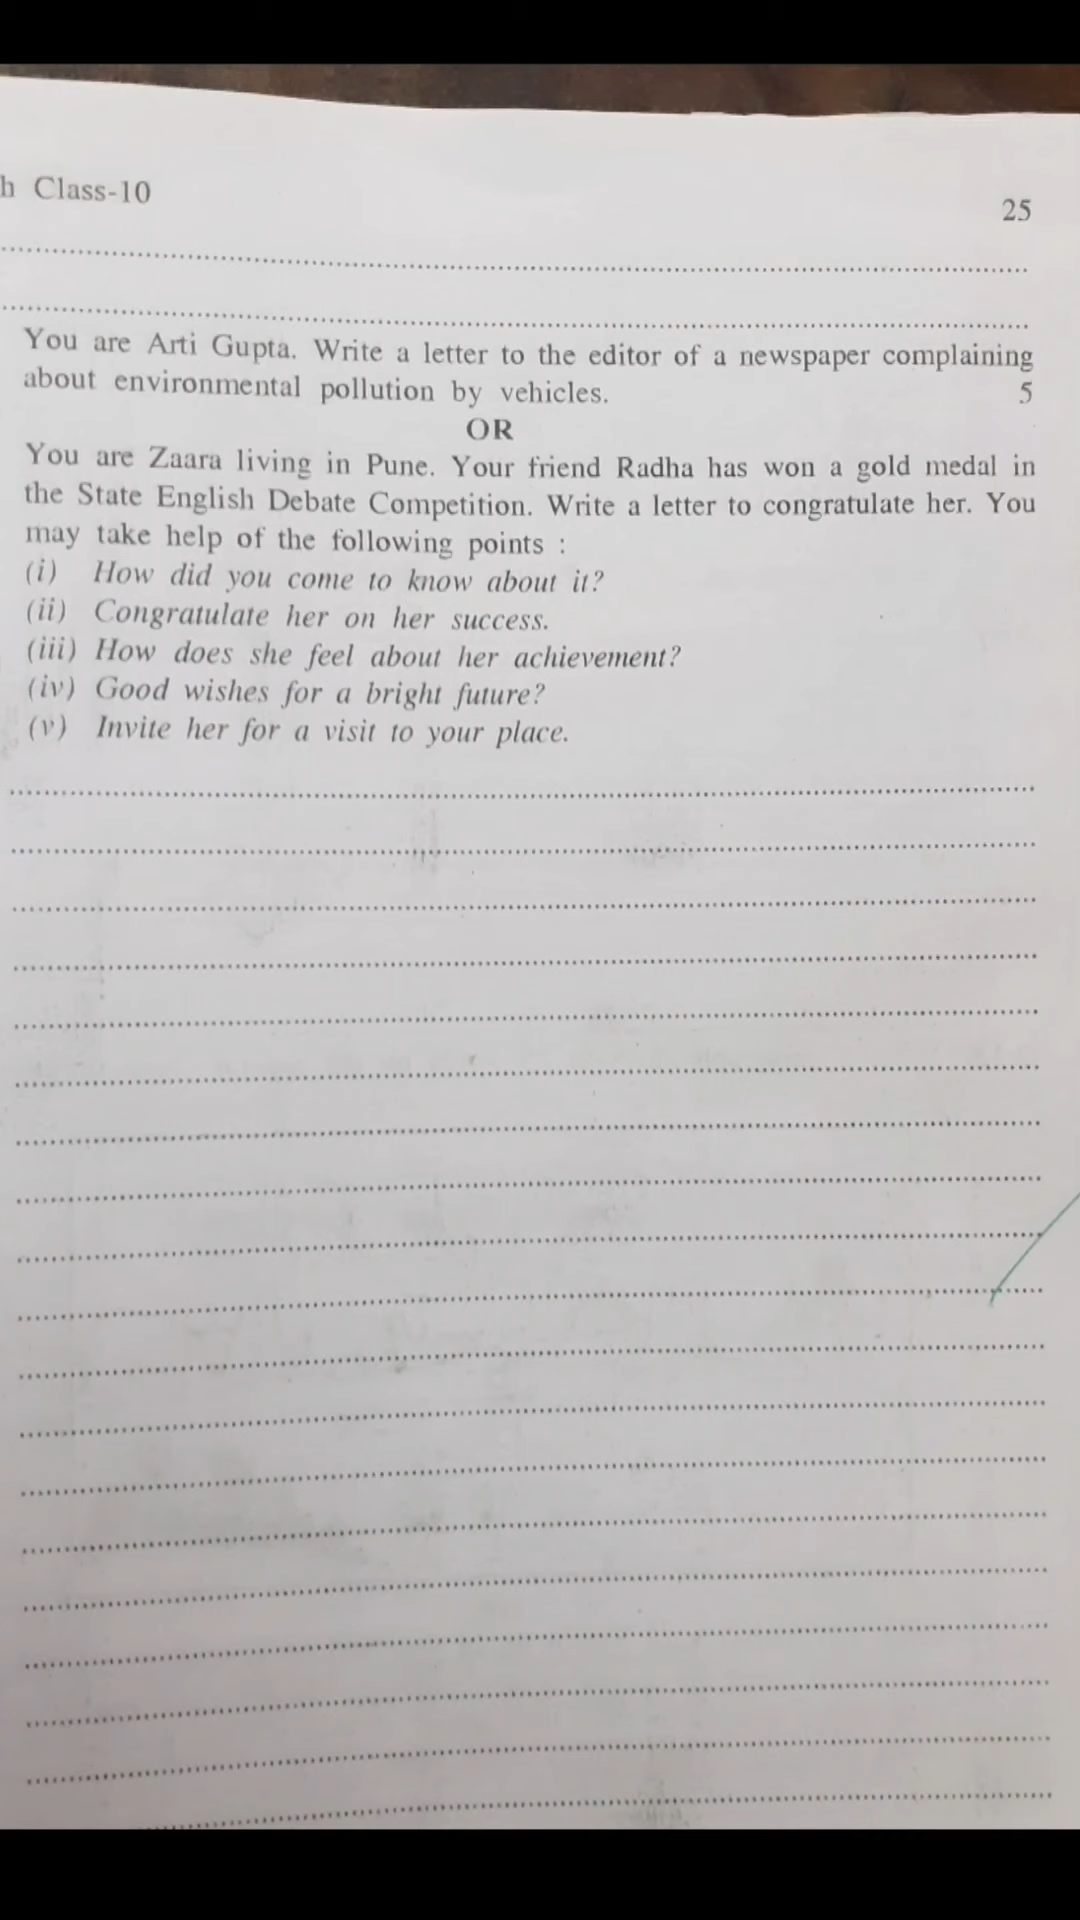 h Class-10
25
You are Arti Gupta. Write a letter to the editor of a newspaper complaining
about environmental pollution by vehicles. 5
OR
You are Zaara living in Pune. Your friend Radha has won a gold medal in
the State English Debate Competition. Write a letter to congratulate her. You
may take help of the following points :
(i) How did you come to know about it?
(ii) Congratulate her on her success.
(iii) How does she feel about her achievement?
(iv) Good wishes for a bright future?
(v) Invite her for a visit to your place.